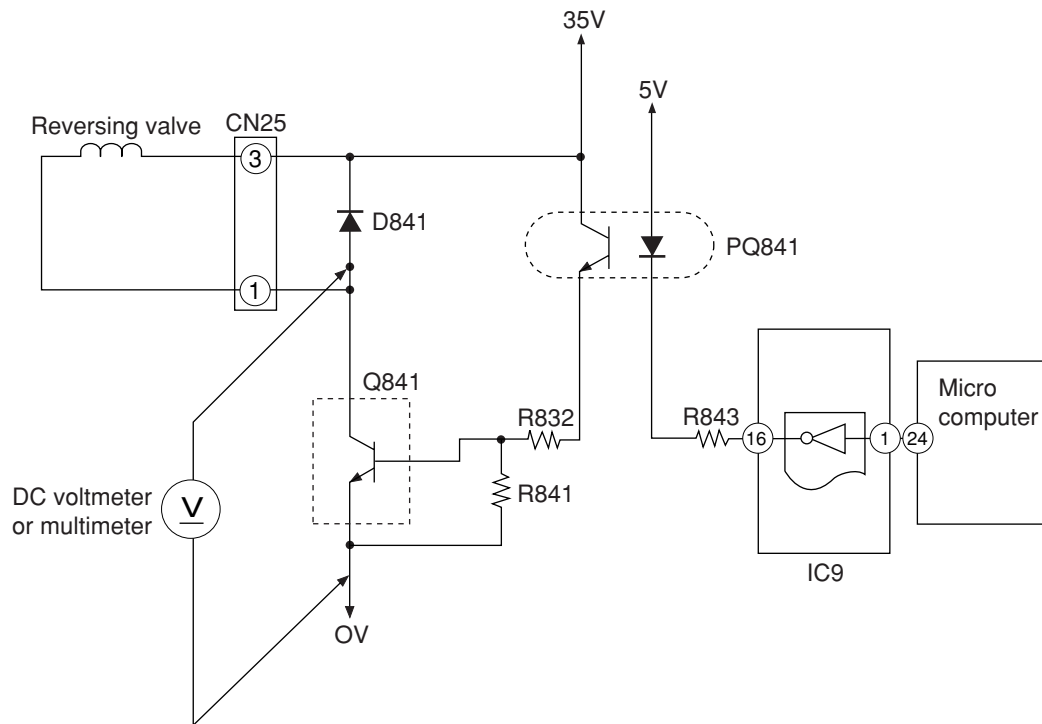 35V
5V
Reversing valve
CN25
3
D841
PQ841
1
Q841
R832
R843
16
1
24
Micro
computer
R841
DC voltmeter
or multimeter
V
IC9
OV